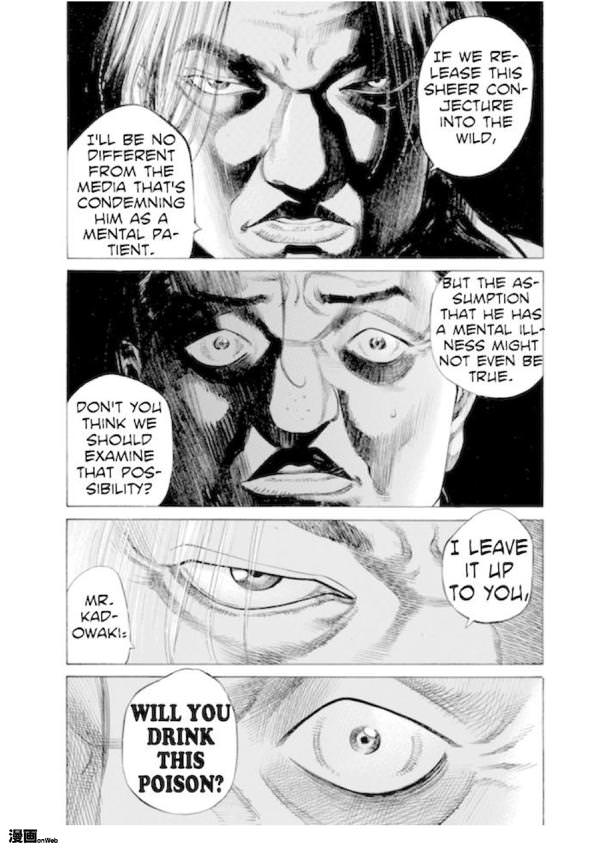 IF WE RE-
LEASE THIS
SHEER CON-
JECTURE
INTO THE
WILD,
I'LL BE NO
DIFFERENT
FROM THE
MEDIA THAT'S
CONDEMNING
HIM AS A
MENTAL PA-
TIENT.
BUT THE AS-
SUMPTION
THAT HE HAS
A MENTAL ILL-
NESS MIGHT
NOT EVEN BE
TRUE.
DON'T YOU
THINK WE
SHOULD
EXAMINE
THAT POS-
SIBILITY?
I LEAVE
IT UP
TO YOU,
MR.
KAD-
OWAKI:
WILL YOU
DRINK
THIS
POISON?
漫画onWeb